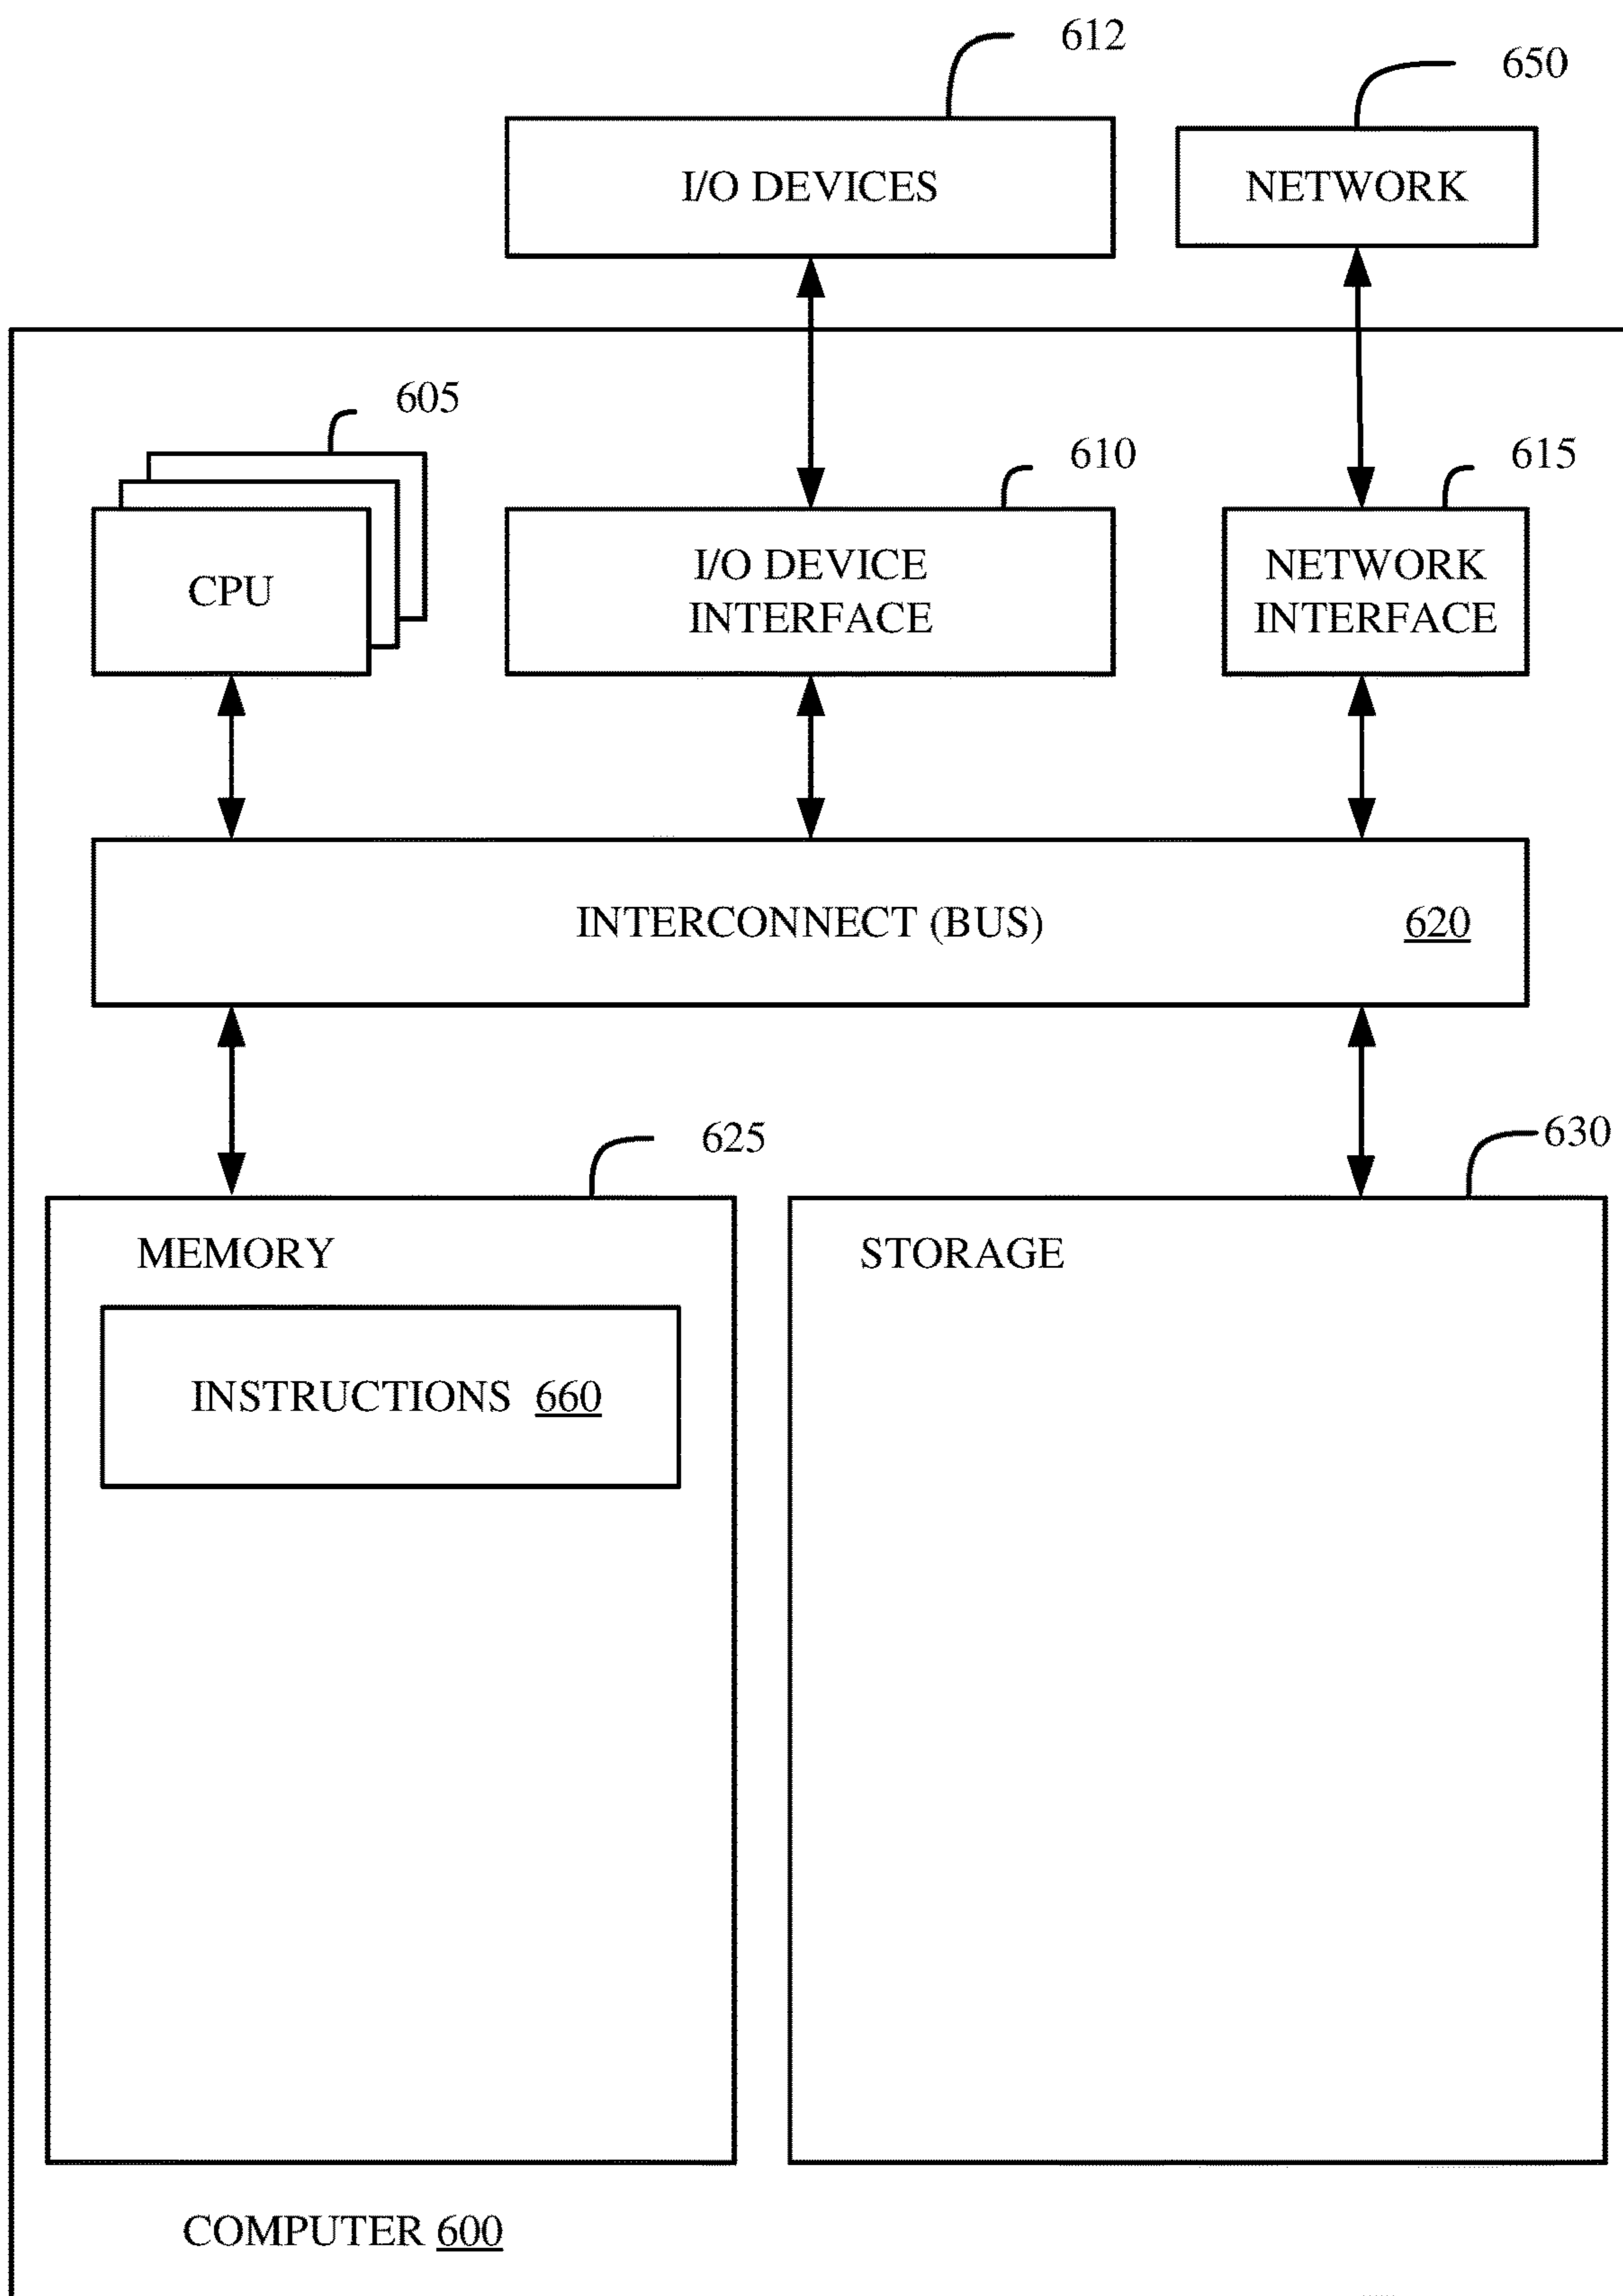 612
650
I/O DEVICES
NETWORK
605
610
615
CPU
I/O DEVICE
INTERFACE
NETWORK
INTERFACE
INTERCONNECT (BUS) 620
625
630
MEMORY
STORAGE
INSTRUCTIONS 660
COMPUTER 600